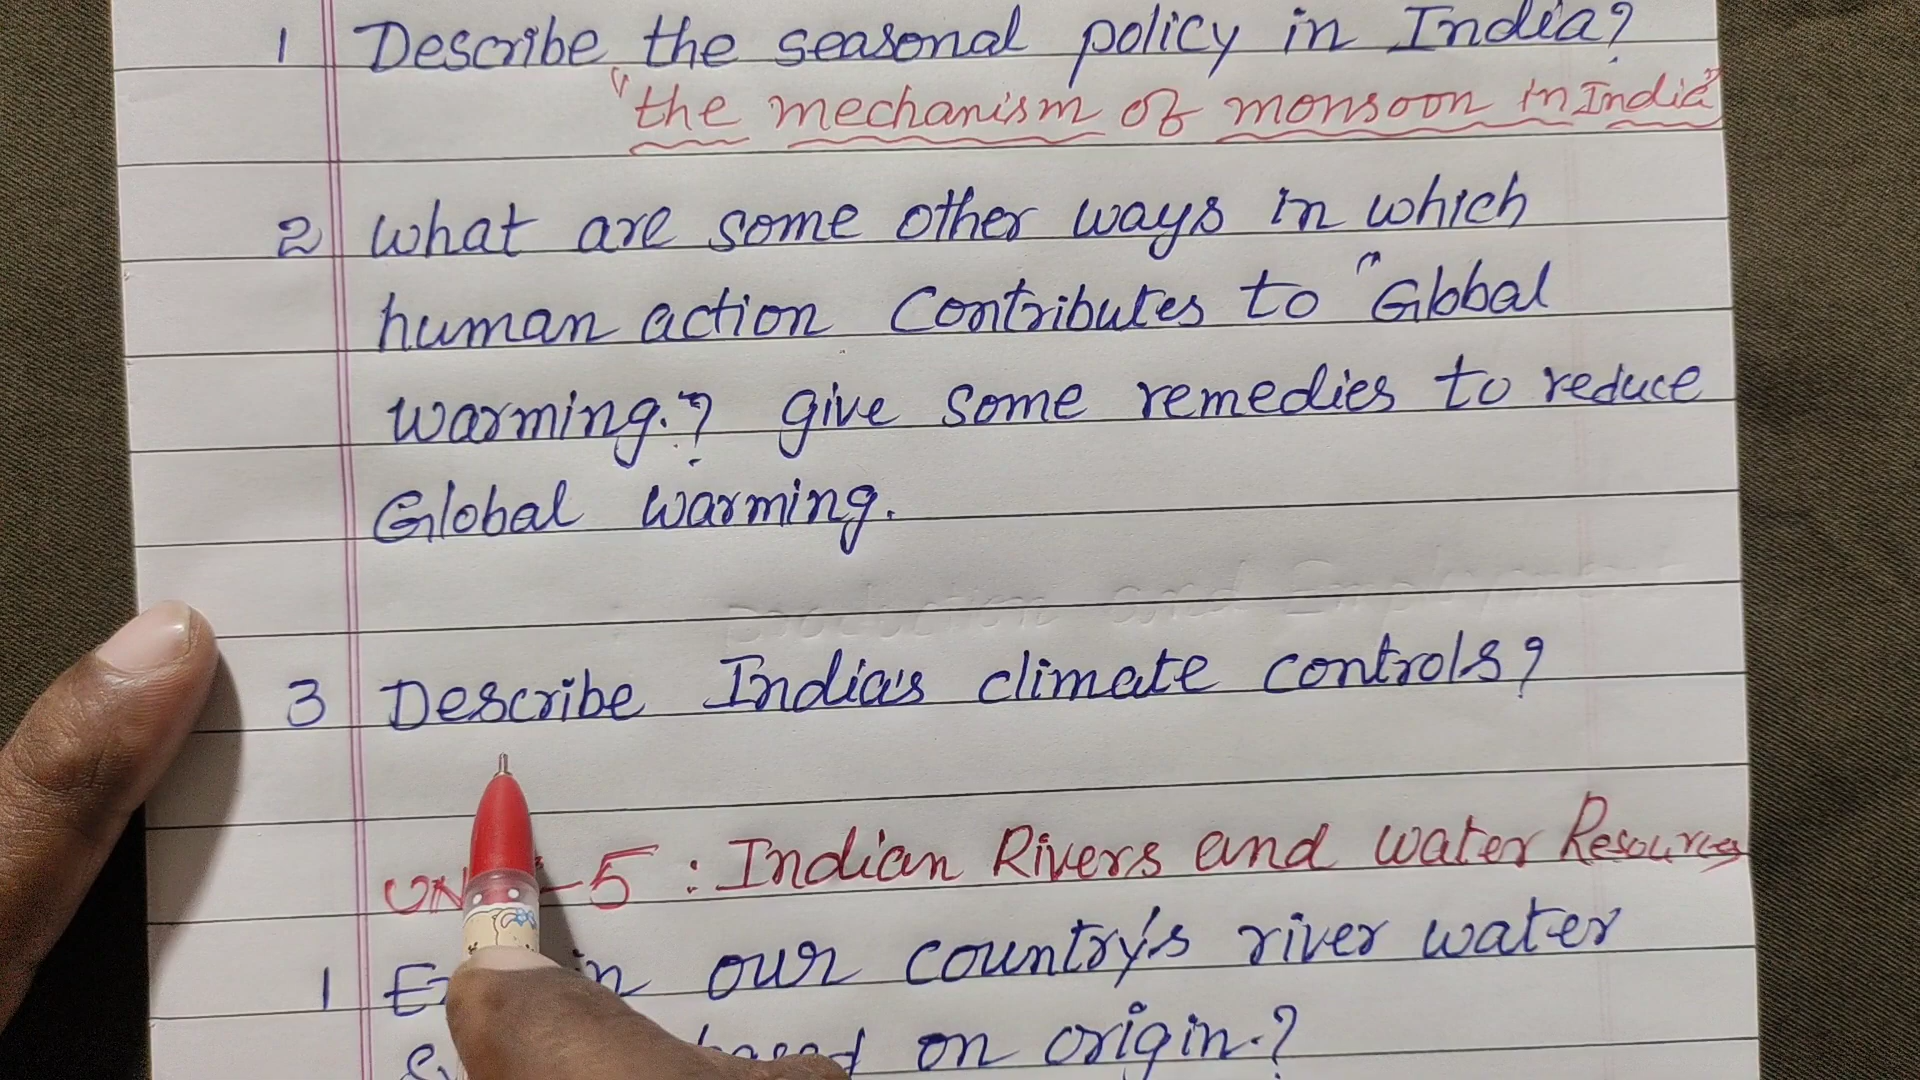 1 Describe the seasonal policy in India?
"the mechanism of monsoon in India"
2 What are some other ways in which
human action Contributes to "Global
warming."? give some remedies to reduce
Global warming.
3 Describe India's climate controls?
-5 : Indian Rivers and water Resources
1 our country's river water
based on origin.?